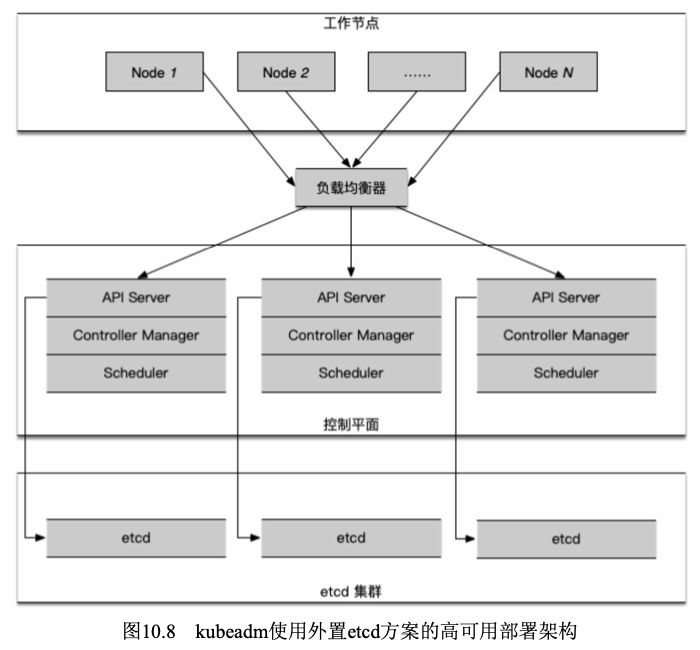 工作节点
Node 1
Node 2
……
Node N
负载均衡器
API Server
API Server
API Server
Controller Manager
Controller Manager
Controller Manager
Scheduler
Scheduler
Scheduler
控制平面
etcd
etcd
etcd
etcd 集群
图10.8 kubeadm使用外置etcd方案的高可用部署架构